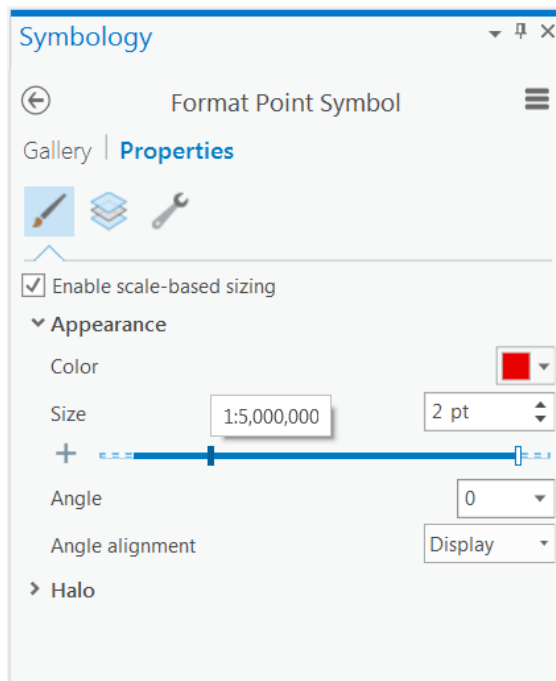 Symbology
Format Point Symbol
Gallery Properties
Enable scale-based sizing
Appearance
Color
Size 1:5,000,000 2 pt
Angle 0
Angle alignment Display
Halo